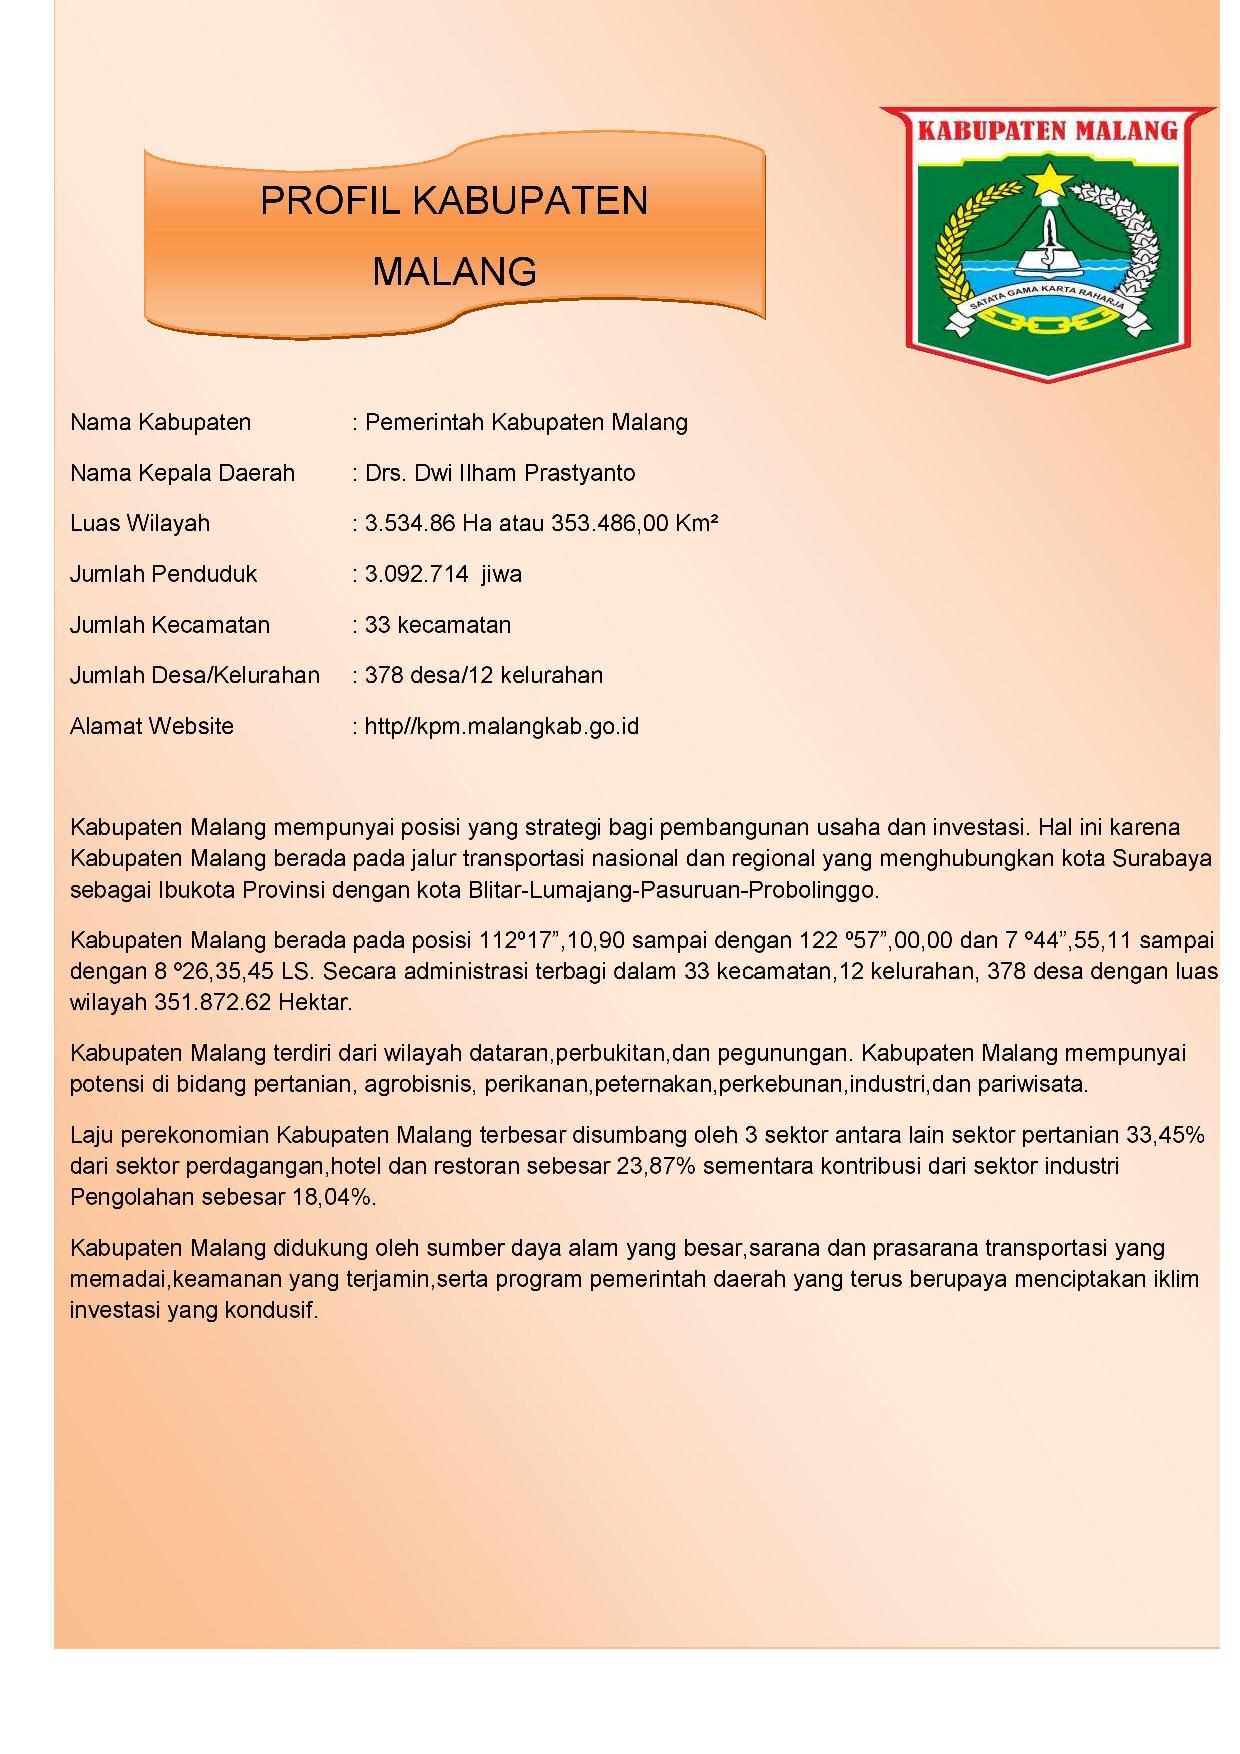 KABUPATEN MALANG
SATATA GAMA KARTA RAHARJA
PROFIL KABUPATEN
MALANG
Nama Kabupaten : Pemerintah Kabupaten Malang
Nama Kepala Daerah : Drs. Dwi Ilham Prastyanto
Luas Wilayah : 3.534.86 Ha atau 353.486,00 Km²
Jumlah Penduduk : 3.092.714 jiwa
Jumlah Kecamatan : 33 kecamatan
Jumlah Desa/Kelurahan : 378 desa/12 kelurahan
Alamat Website : http//kpm.malangkab.go.id
Kabupaten Malang mempunyai posisi yang strategi bagi pembangunan usaha dan investasi. Hal ini karena
Kabupaten Malang berada pada jalur transportasi nasional dan regional yang menghubungkan kota Surabaya
sebagai Ibukota Provinsi dengan kota Blitar-Lumajang-Pasuruan-Probolinggo.
Kabupaten Malang berada pada posisi 112º17”,10,90 sampai dengan 122 º57”,00,00 dan 7 º44”,55,11 sampai
dengan 8 º26,35,45 LS. Secara administrasi terbagi dalam 33 kecamatan,12 kelurahan, 378 desa dengan luas
wilayah 351.872.62 Hektar.
Kabupaten Malang terdiri dari wilayah dataran,perbukitan,dan pegunungan. Kabupaten Malang mempunyai
potensi di bidang pertanian, agrobisnis, perikanan,peternakan,perkebunan,industri,dan pariwisata.
Laju perekonomian Kabupaten Malang terbesar disumbang oleh 3 sektor antara lain sektor pertanian 33,45%
dari sektor perdagangan,hotel dan restoran sebesar 23,87% sementara kontribusi dari sektor industri
Pengolahan sebesar 18,04%.
Kabupaten Malang didukung oleh sumber daya alam yang besar,sarana dan prasarana transportasi yang
memadai,keamanan yang terjamin,serta program pemerintah daerah yang terus berupaya menciptakan iklim
investasi yang kondusif.